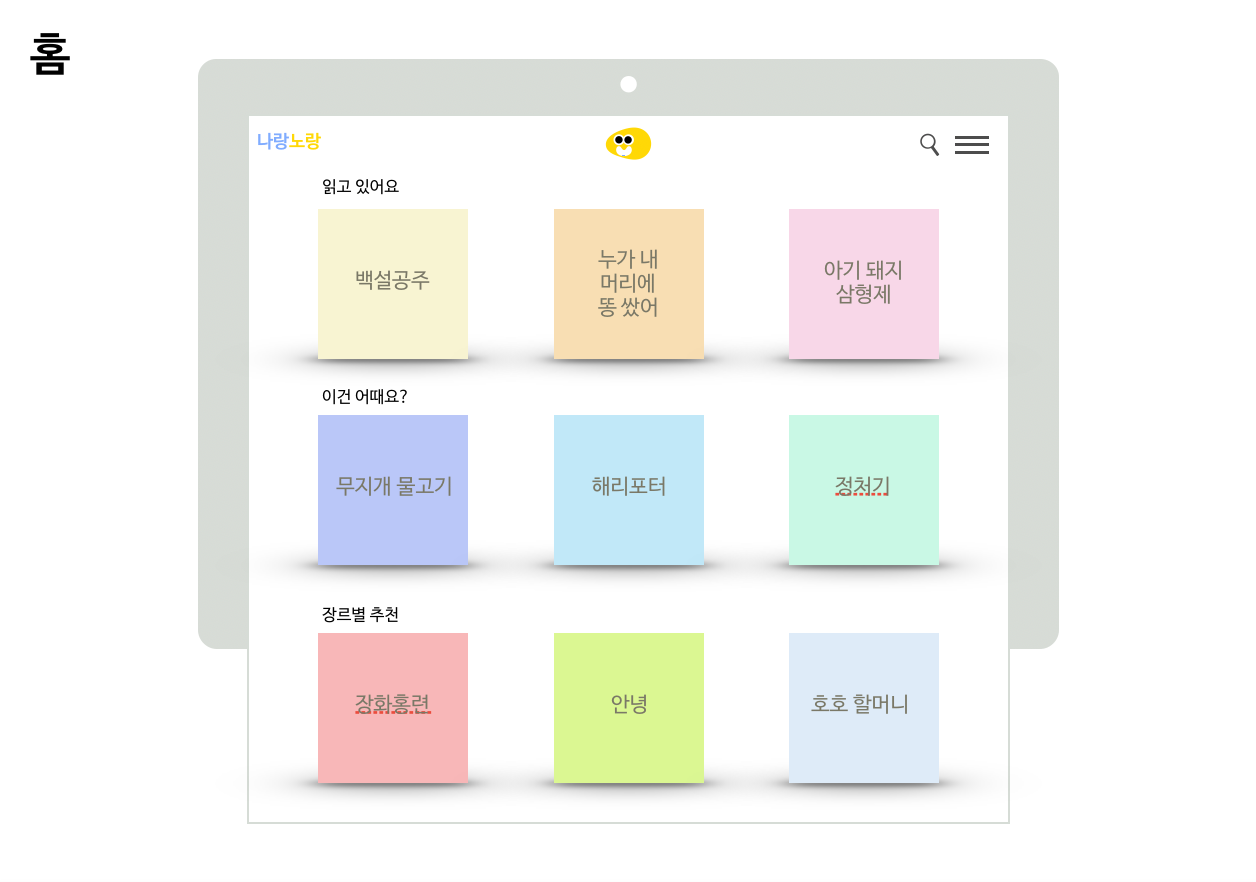 홈
나랑노랑
읽고 있어요
백설공주
누가 내
머리에
똥 쌌어
아기 돼지
삼형제
이건 어때요?
무지개 물고기
해리포터
정처기
장르별 추천
장화홍련
안녕
호호 할머니